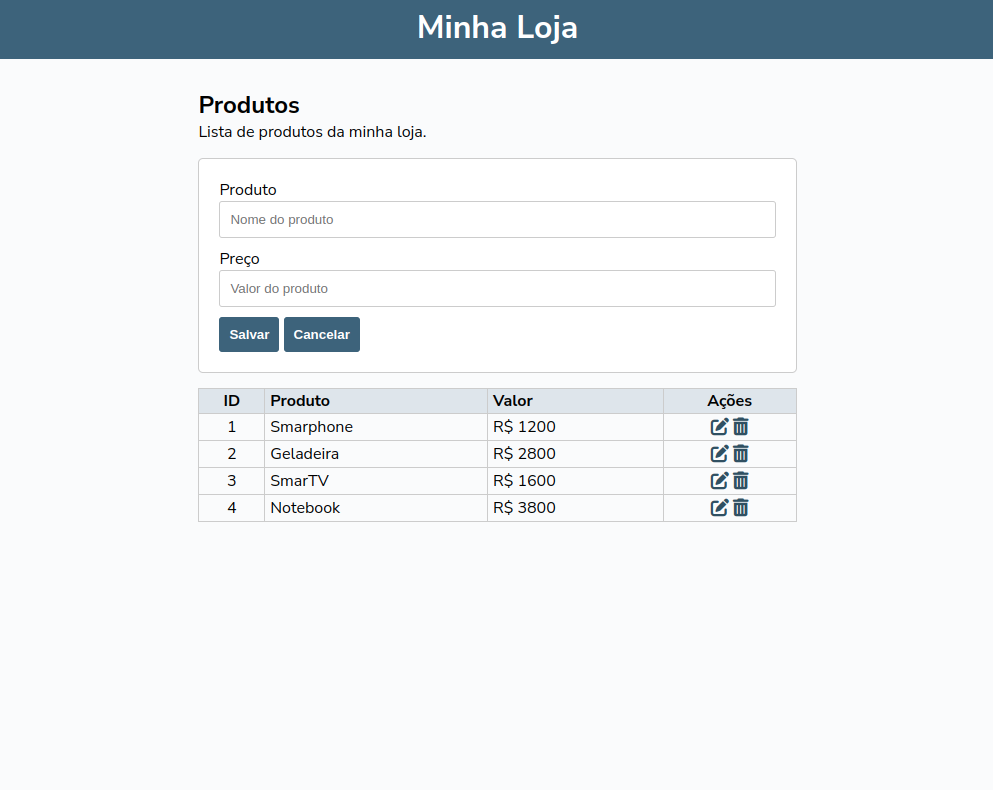 Minha Loja
Produtos
Lista de produtos da minha loja.
Produto
Nome do produto
Preço
Valor do produto
Salvar Cancelar
ID Produto Valor Ações
1 Smarphone R$ 1200
2 Geladeira R$ 2800
3 SmarTV R$ 1600
4 Notebook R$ 3800